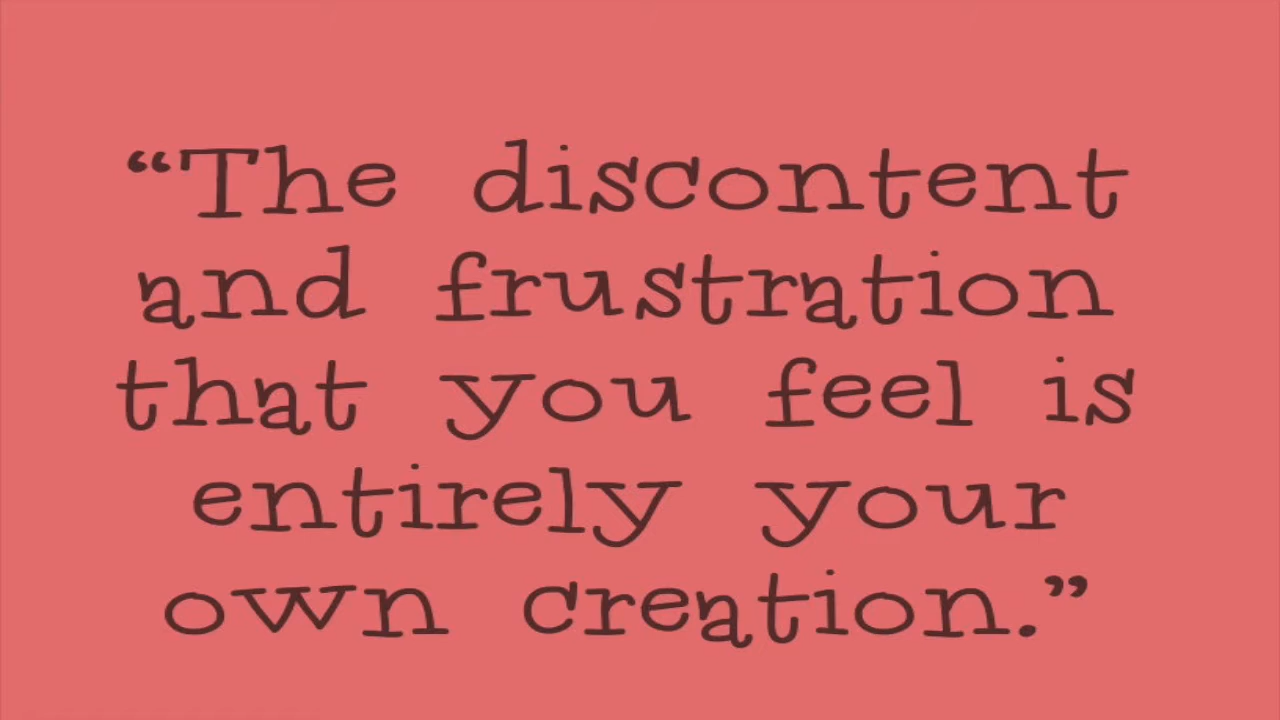 “The discontent
and frustration
that you feel is
entirely your
own creation.”